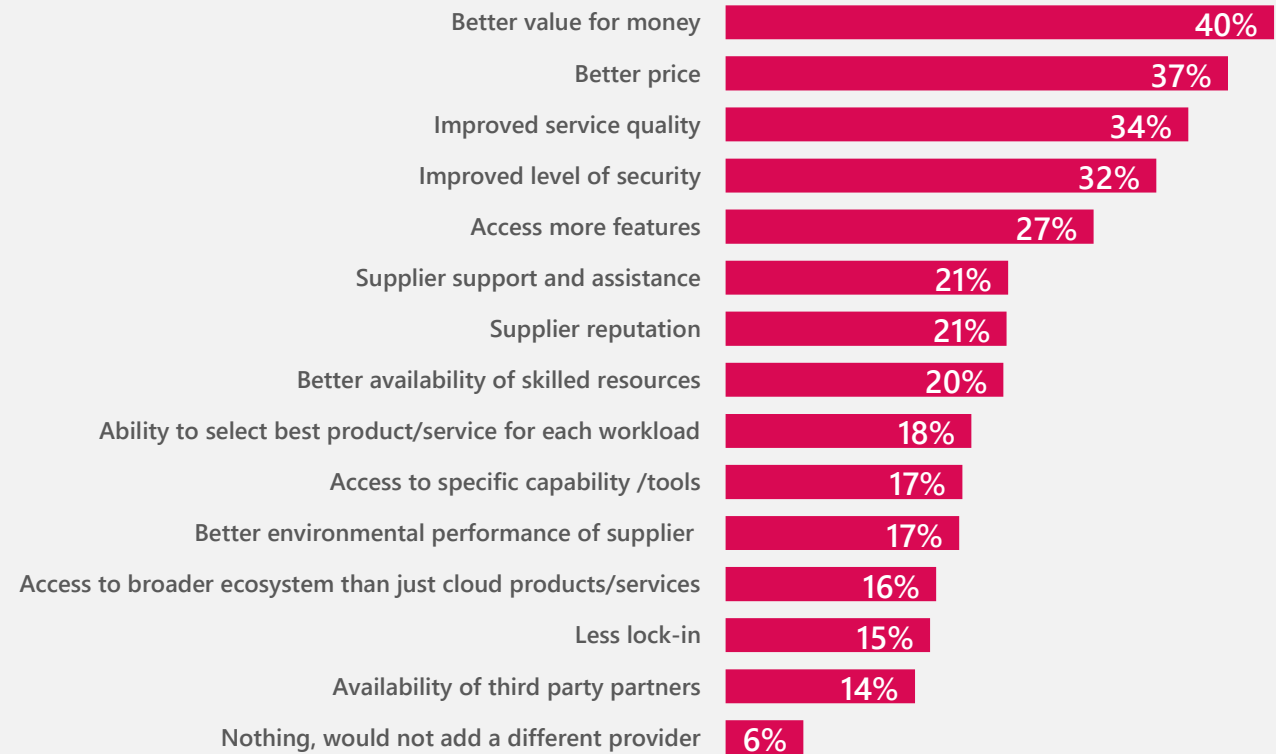 Better value for money 40%
Better price 37%
Improved service quality 34%
Improved level of security 32%
Access more features 27%
Supplier support and assistance 21%
Supplier reputation 21%
Better availability of skilled resources 20%
Ability to select best product/service for each workload 18%
Access to specific capability /tools 17%
Better environmental performance of supplier 17%
Access to broader ecosystem than just cloud products/services 16%
Less lock-in 15%
Availability of third party partners 14%
Nothing, would not add a different provider 6%